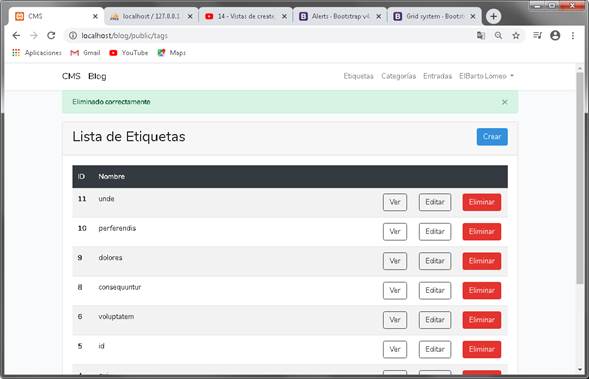 CMS
localhost / 127.0.0.1
14 - Vistas de create
Alerts · Bootstrap v4
Grid system · Bootst
localhost/blog/public/tags
Aplicaciones Gmail YouTube Maps
CMS Blog Etiquetas Categorías Entradas ElBarto Lomeo
Eliminado correctamente ×
Lista de Etiquetas Crear
ID Nombre
11 unde Ver Editar Eliminar
10 perferendis Ver Editar Eliminar
9 dolores Ver Editar Eliminar
8 consequuntur Ver Editar Eliminar
6 voluptatem Ver Editar Eliminar
5 id Ver Editar Eliminar